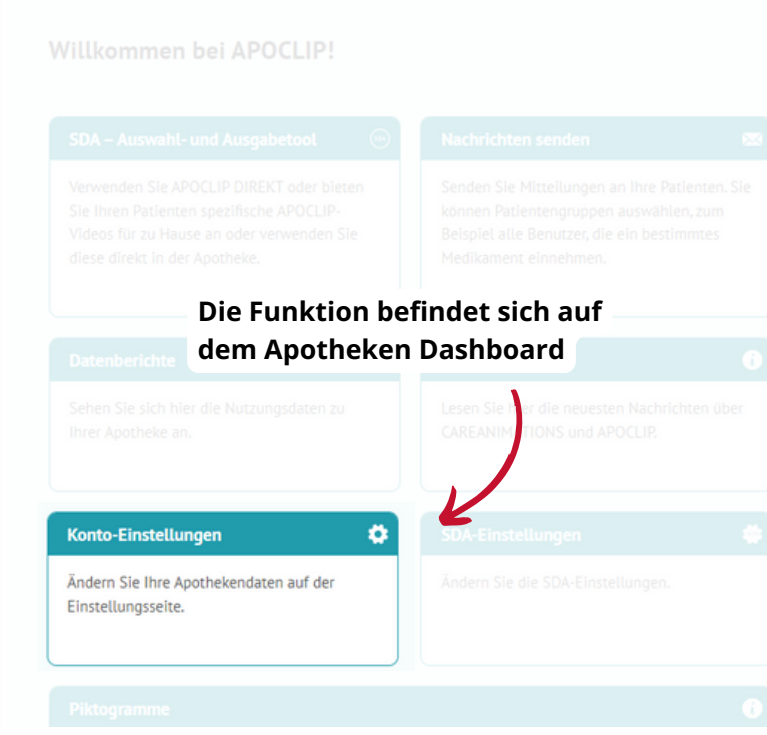 Willkommen bei APOCLIP!
SDA – Auswahl- und Ausgabetool
Verwenden Sie APOCLIP DIREKT oder bieten
Sie Ihren Patienten spezifische APOCLIP-
Videos für zu Hause an oder verwenden Sie
diese direkt in der Apotheke.
Nachrichten senden
Senden Sie Mitteilungen an Ihre Patienten. Sie
können Patientengruppen auswählen, zum
Beispiel alle Benutzer, die ein bestimmtes
Medikament einnehmen.
Die Funktion befindet sich auf
dem Apotheken Dashboard
Datenberichte
Sehen Sie sich hier die Nutzungsdaten zu
Ihrer Apotheke an.
Lesen Sie hier die neuesten Nachrichten über
CAREANIMATIONS und APOCLIP.
Konto-Einstellungen
Ändern Sie Ihre Apothekendaten auf der
Einstellungsseite.
SDA-Einstellungen
Ändern Sie die SDA-Einstellungen.
Piktogramme